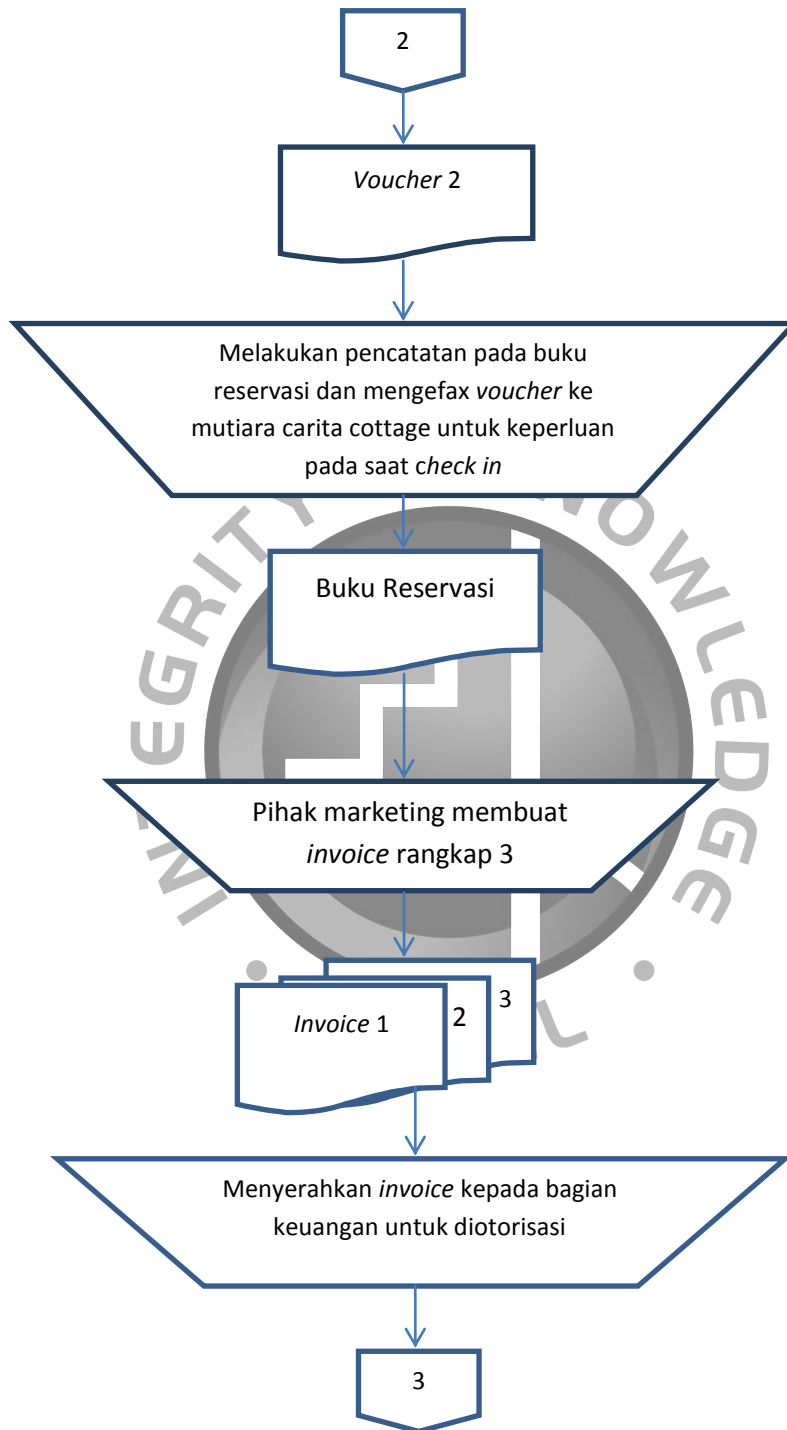 2
Voucher 2
Melakukan pencatatan pada buku
reservasi dan mengefax voucher ke
mutiara carita cottage untuk keperluan
pada saat check in
Buku Reservasi
Pihak marketing membuat
invoice rangkap 3
Invoice 1
2
3
Menyerahkan invoice kepada bagian
keuangan untuk diotorisasi
3